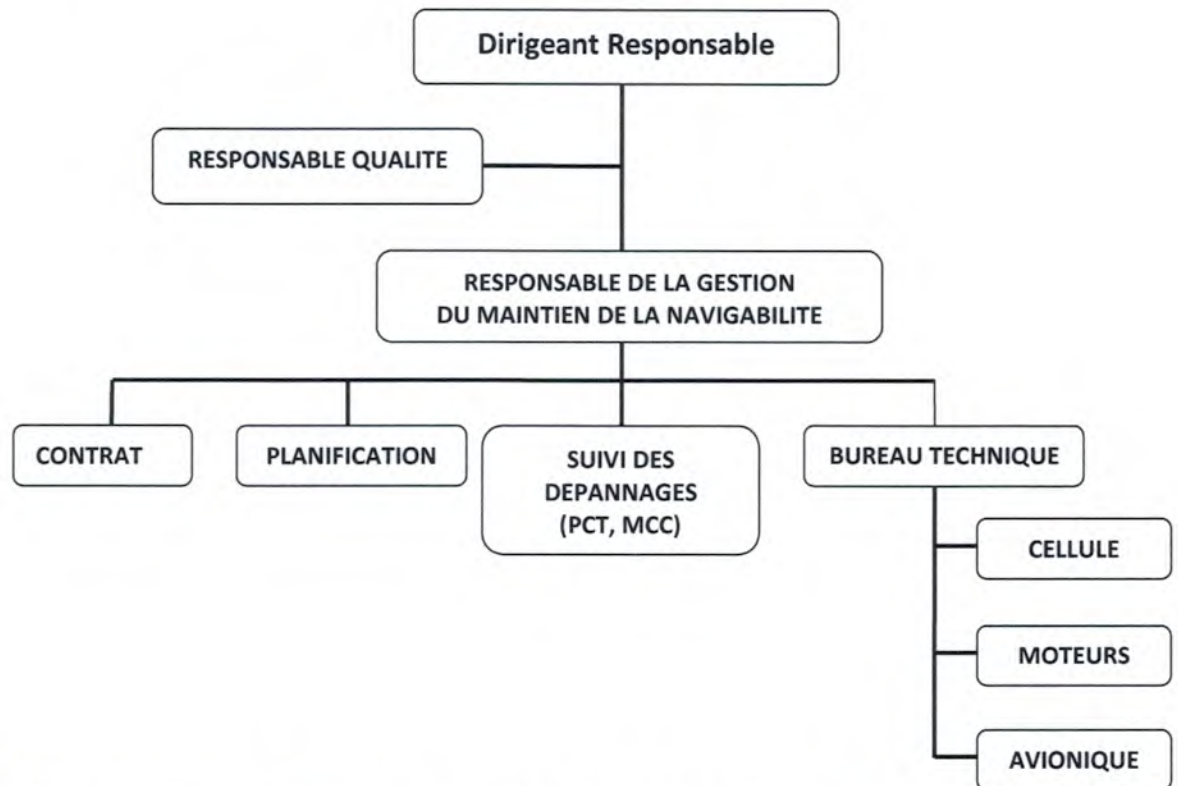 Dirigeant Responsable
RESPONSABLE QUALITE
RESPONSABLE DE LA GESTION
DU MAINTIEN DE LA NAVIGABILITE
CONTRAT
PLANIFICATION
SUIVI DES
DEPANNAGES
(PCT, MCC)
BUREAU TECHNIQUE
CELLULE
MOTEURS
AVIONIQUE